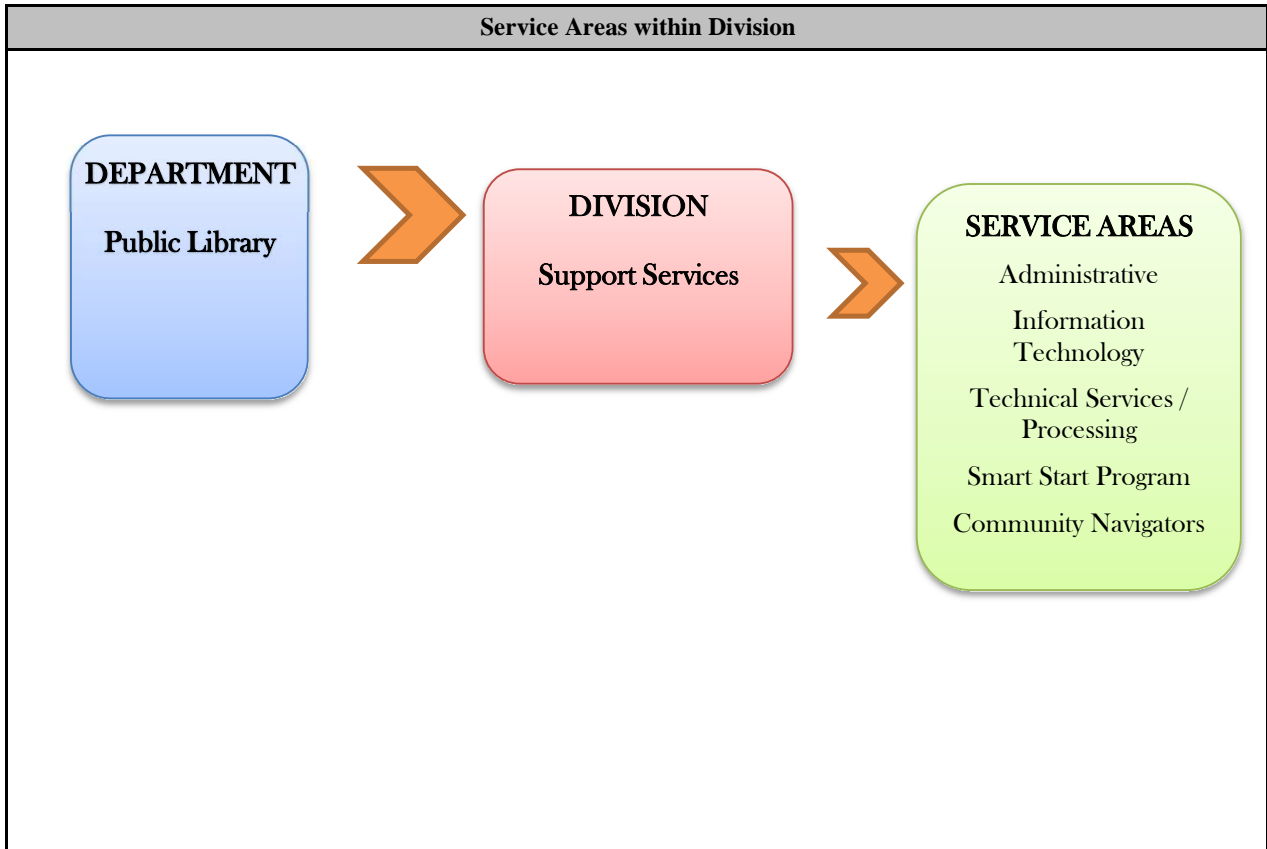 Service Areas within Division
DEPARTMENT
Public Library
DIVISION
Support Services
SERVICE AREAS
Administrative
Information
Technology
Technical Services /
Processing
Smart Start Program
Community Navigators